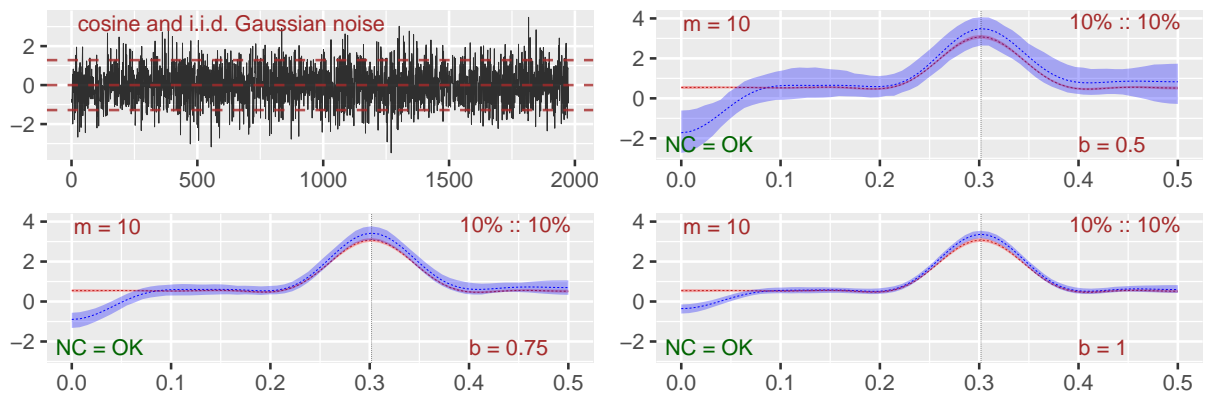 cosine and i.i.d. Gaussian noise
2
0
−2
0 500 1000 1500 2000
m = 10 10% :: 10%
4
2
0
−2
NC = OK b = 0.5
0.0 0.1 0.2 0.3 0.4 0.5
m = 10 10% :: 10%
4
2
0
−2
NC = OK b = 0.75
0.0 0.1 0.2 0.3 0.4 0.5
m = 10 10% :: 10%
4
2
0
−2
NC = OK b = 1
0.0 0.1 0.2 0.3 0.4 0.5